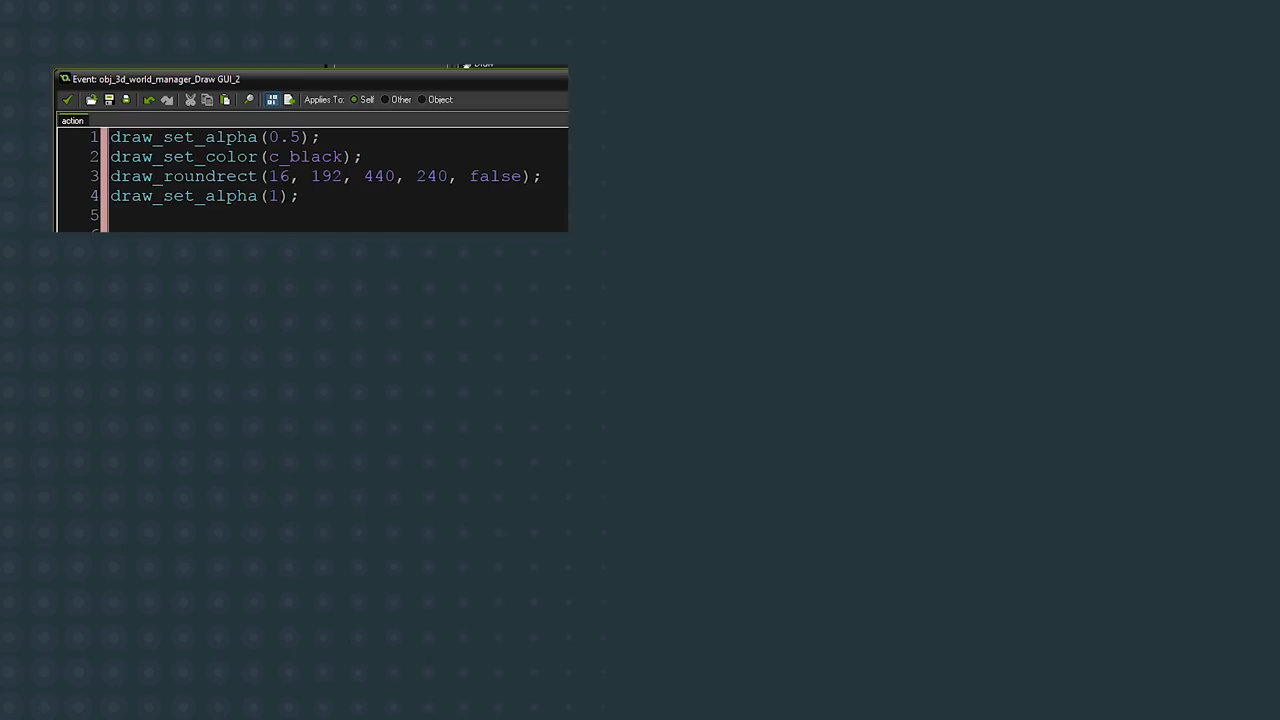 Draw
Event: obj_3d_world_manager_Draw GUI_2
Applies To: Self Other Object
action
1 draw_set_alpha(0.5);
2 draw_set_color(c_black);
3 draw_roundrect(16, 192, 440, 240, false);
4 draw_set_alpha(1);
5